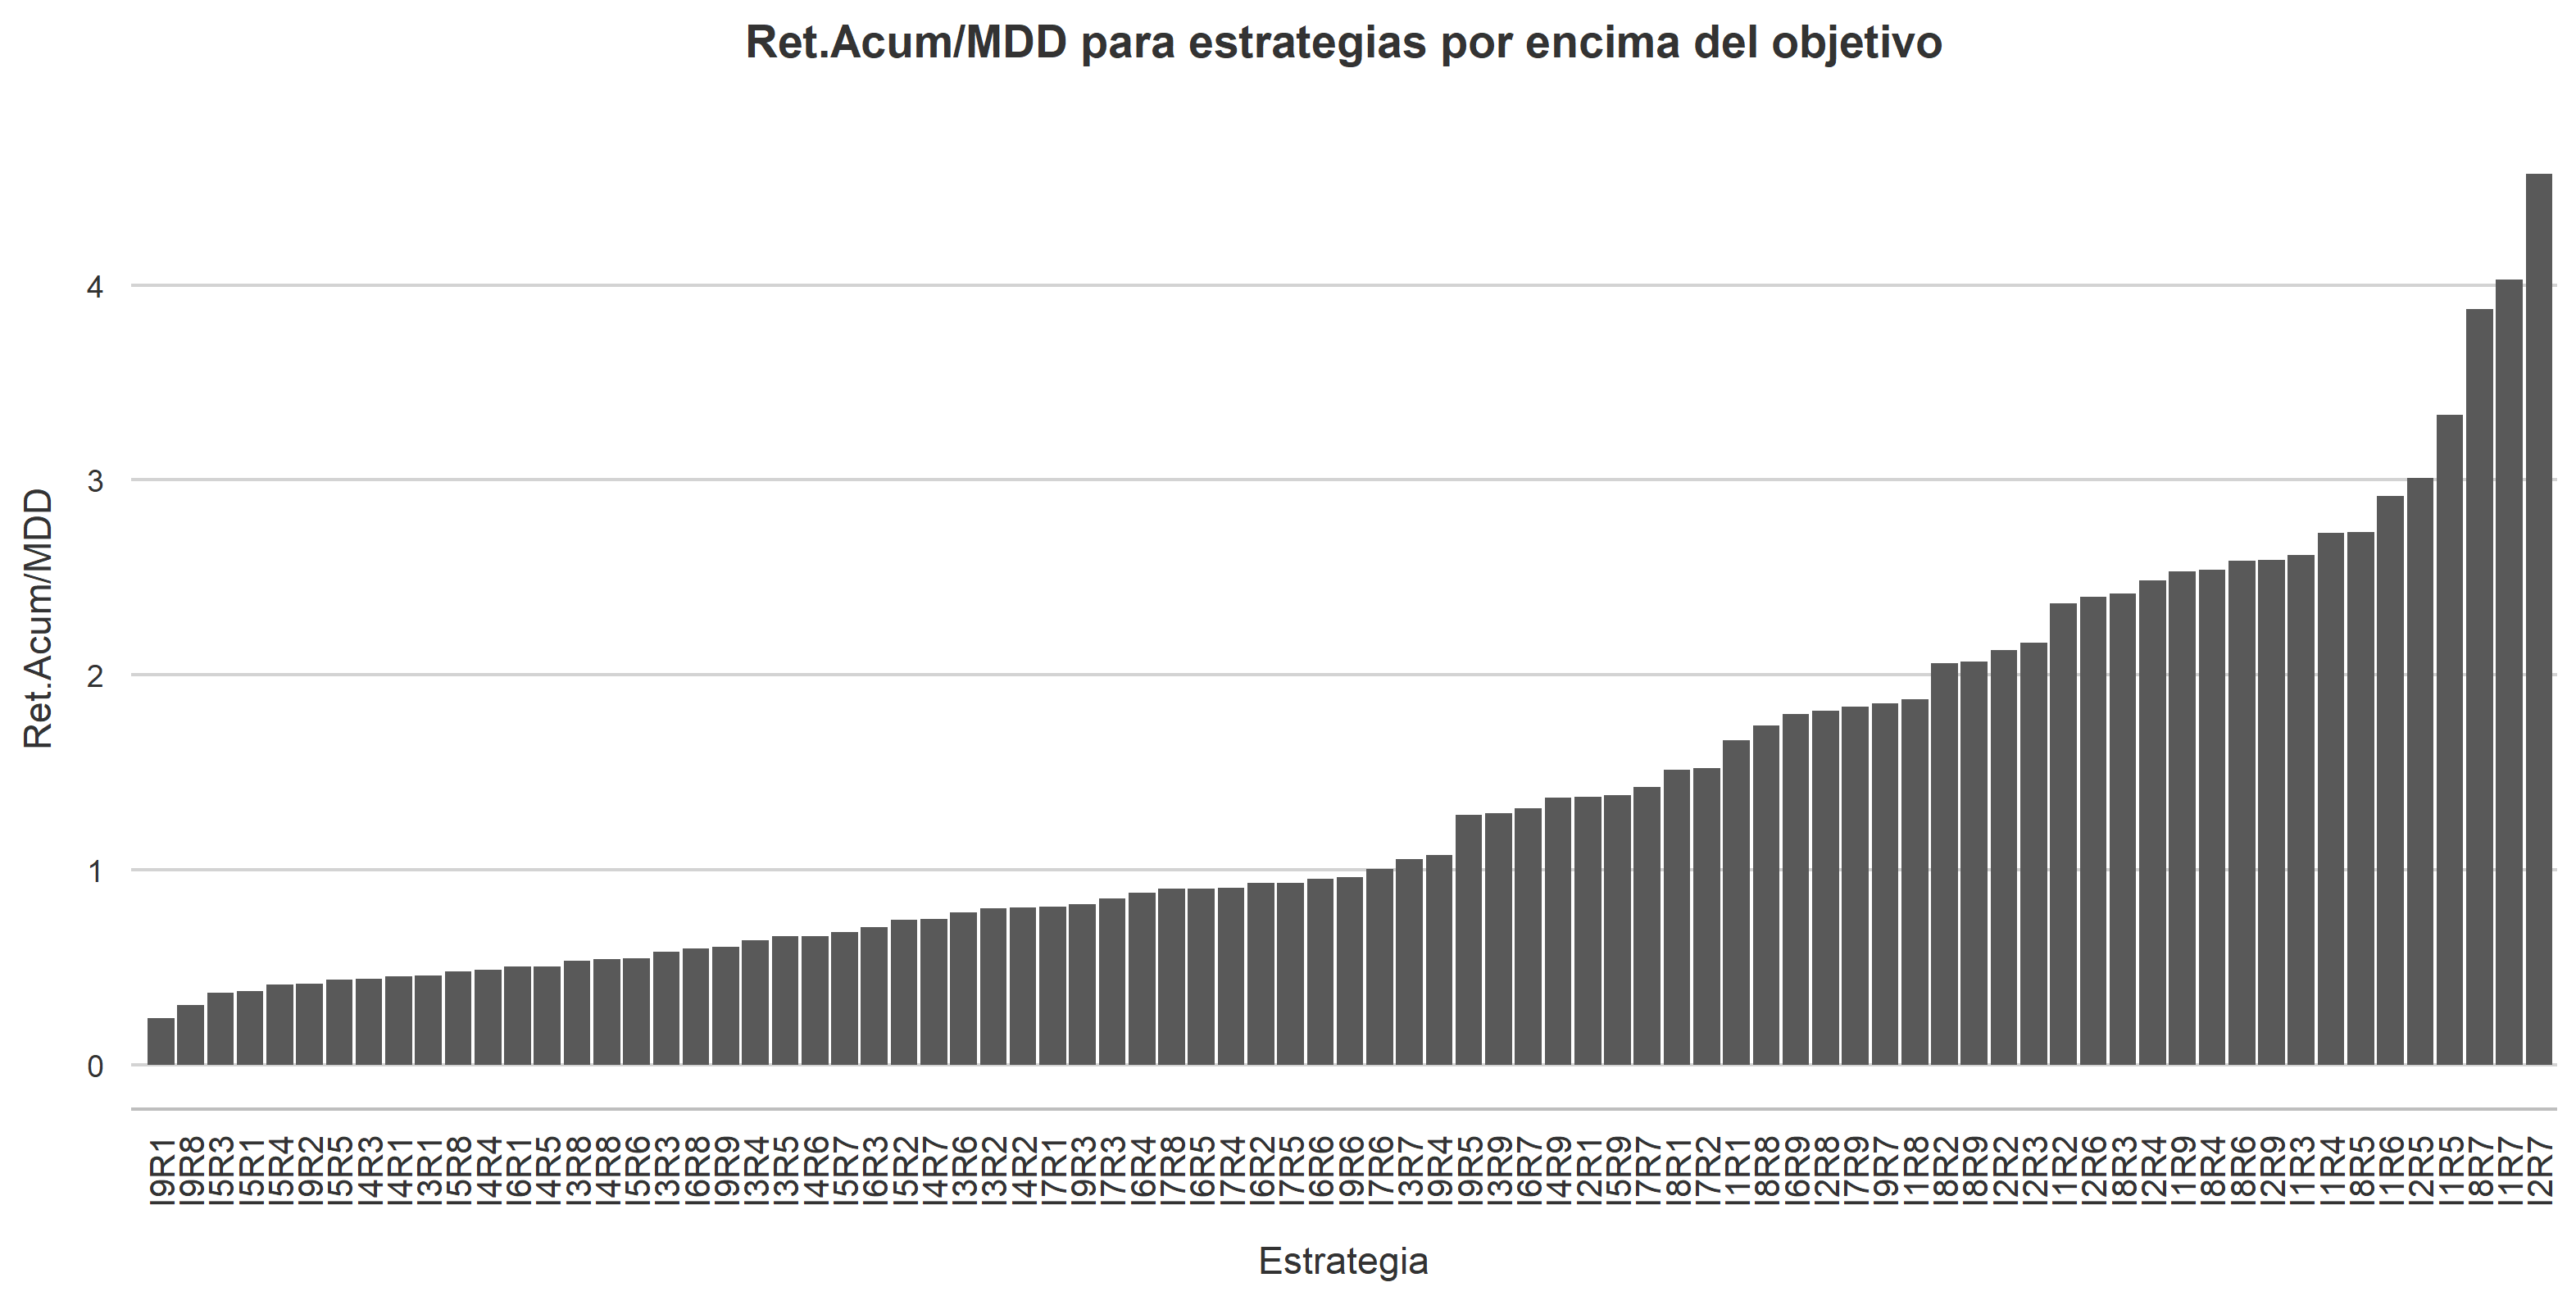 Ret.Acum/MDD para estrategias por encima del objetivo
Ret.Acum/MDD
4
3
2
1
0
I9R1
I9R8
I5R3
I5R1
I5R4
I9R2
I5R5
I4R3
I4R1
I3R1
I5R8
I4R4
I6R1
I4R5
I3R8
I4R8
I5R6
I3R3
I6R8
I9R9
I3R4
I3R5
I4R6
I5R7
I6R3
I5R2
I4R7
I3R6
I3R2
I4R2
I7R1
I9R3
I7R3
I6R4
I7R8
I6R5
I7R4
I6R2
I7R5
I6R6
I9R6
I7R6
I3R7
I9R4
I9R5
I3R9
I6R7
I4R9
I2R1
I5R9
I7R7
I8R1
I7R2
I1R1
I8R8
I6R9
I2R8
I7R9
I9R7
I1R8
I8R2
I8R9
I2R2
I2R3
I1R2
I2R6
I8R3
I2R4
I1R9
I8R4
I8R6
I2R9
I1R3
I1R4
I8R5
I1R6
I2R5
I1R5
I8R7
I1R7
I2R7
Estrategia